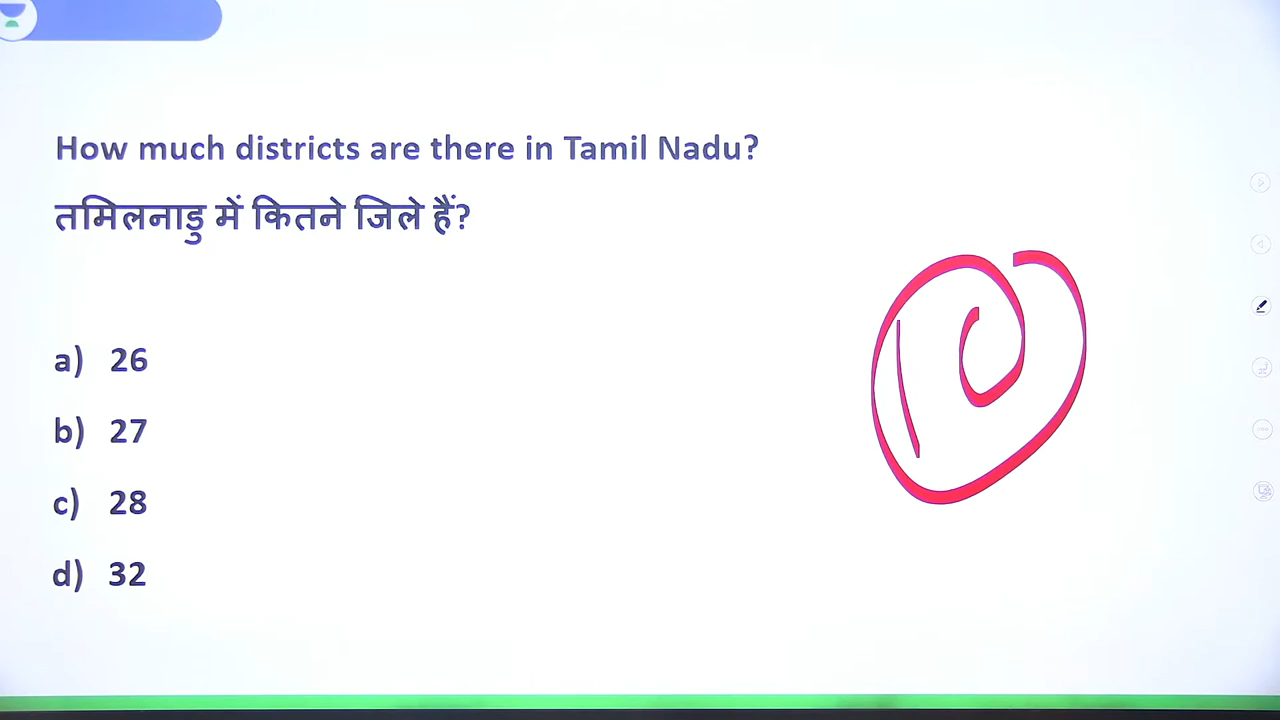 How much districts are there in Tamil Nadu?
तमिलनाडु में कितने जिले हैं?
a) 26
b) 27
c) 28
d) 32